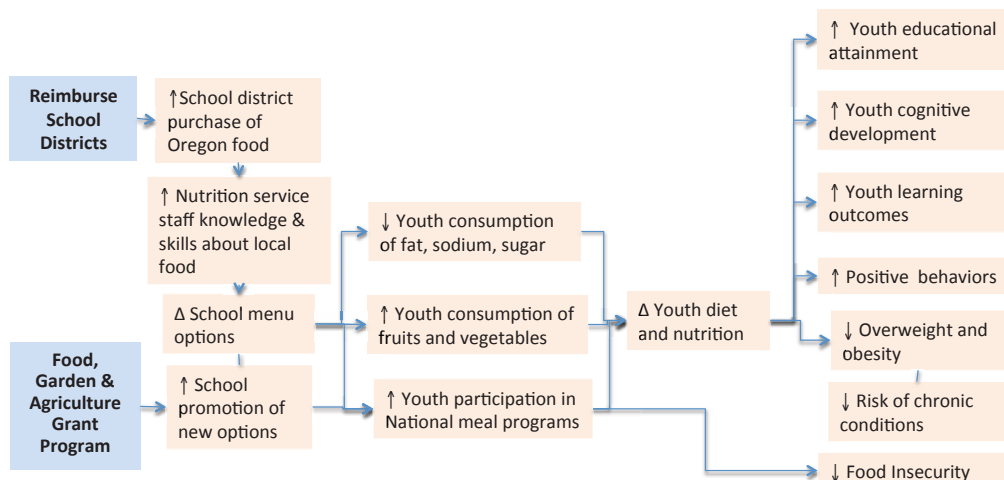 Reimburse
School
Districts
↑School district
purchase of
Oregon food
↑ Nutrition service
staff knowledge &
skills about local
food
Δ School menu
options
Food,
Garden &
Agriculture
Grant
Program
↑ School
promotion of
new options
↓ Youth consumption
of fat, sodium, sugar
↑ Youth consumption of
fruits and vegetables
↑ Youth participation in
National meal programs
Δ Youth diet
and nutrition
↑ Youth educational
attainment
↑ Youth cognitive
development
↑ Youth learning
outcomes
↑ Positive behaviors
↓ Overweight and
obesity
↓ Risk of chronic
conditions
↓ Food Insecurity